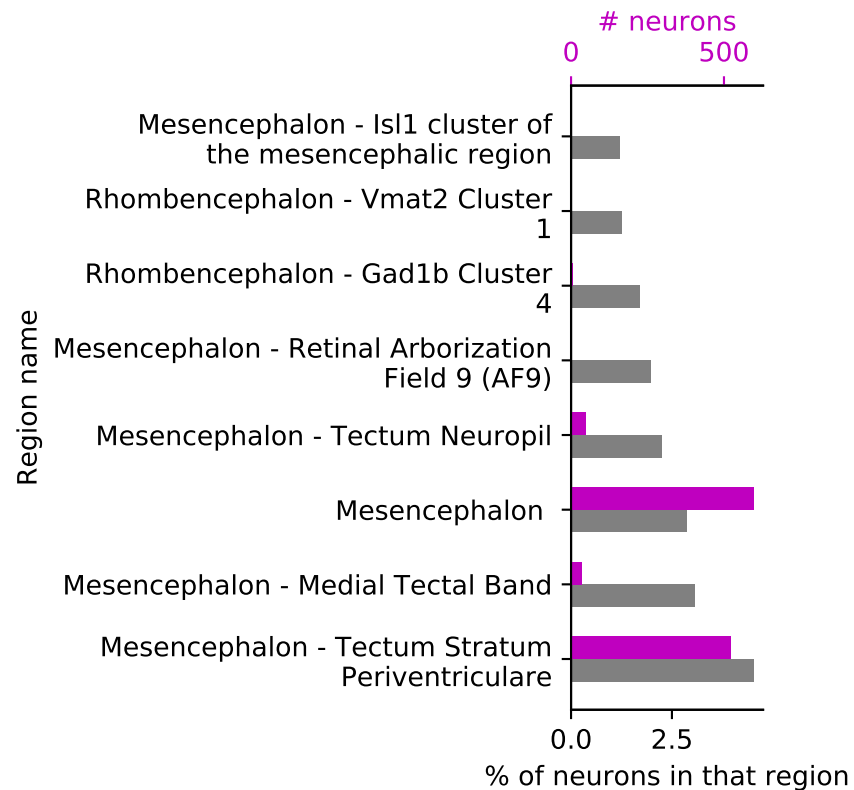 # neurons
0 500
Mesencephalon - Isl1 cluster of
the mesencephalic region
Rhombencephalon - Vmat2 Cluster
1
Rhombencephalon - Gad1b Cluster
4
Mesencephalon - Retinal Arborization
Field 9 (AF9)
Mesencephalon - Tectum Neuropil
Mesencephalon
Mesencephalon - Medial Tectal Band
Mesencephalon - Tectum Stratum
Periventriculare
Region name
0.0 2.5
% of neurons in that region